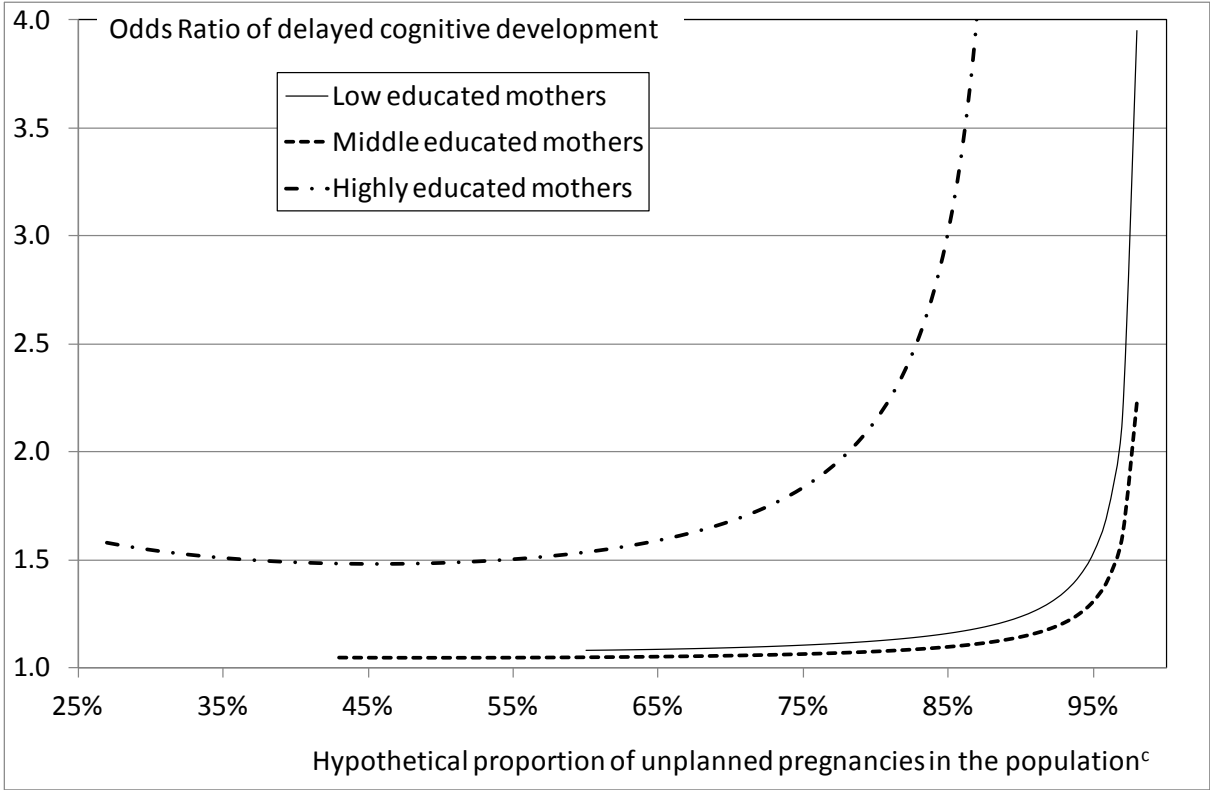 4.0
Odds Ratio of delayed cognitive development
Low educated mothers
3.5
Middle educated mothers
Highly educated mothers
3.0
2.5
2.0
1.5
1.0
25% 35% 45% 55% 65% 75% 85% 95%
Hypothetical proportion of unplanned pregnancies in the populationᶜ